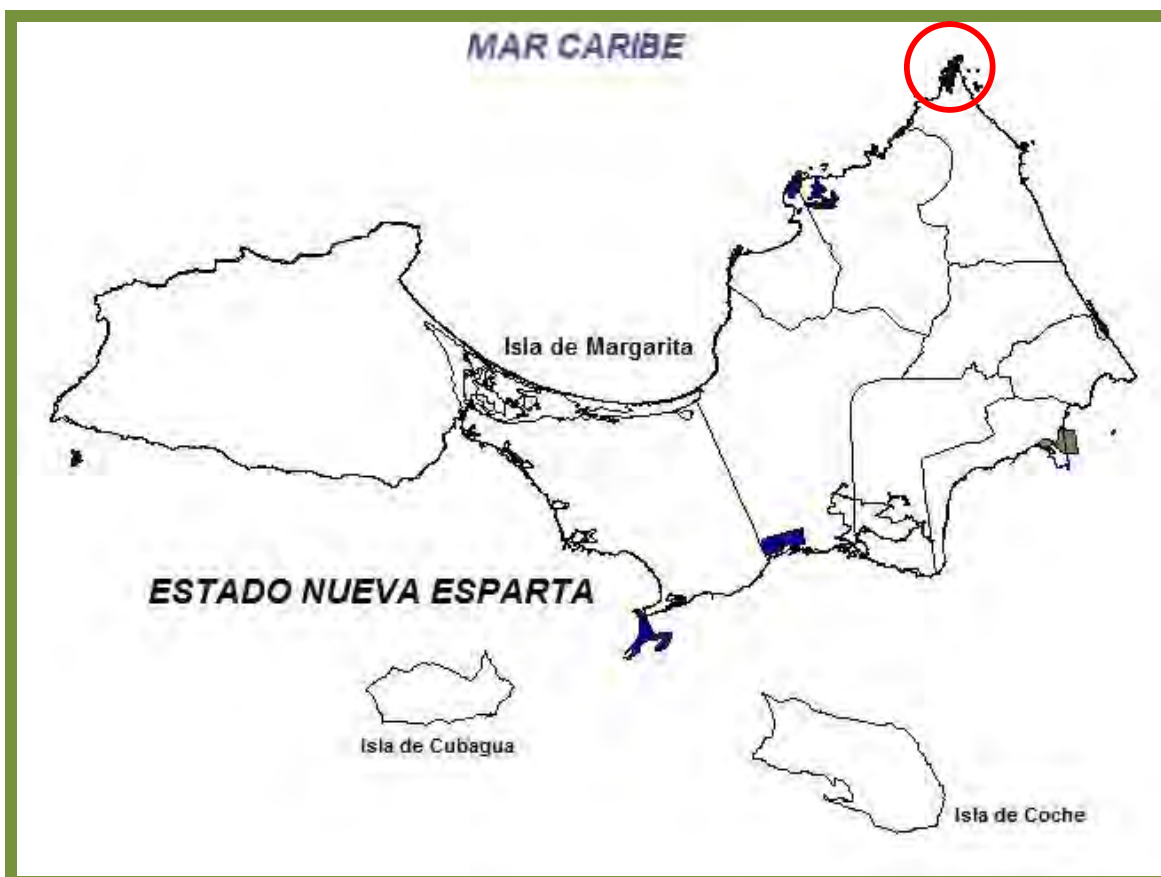 MAR CARIBE
Isla de Margarita
ESTADO NUEVA ESPARTA
Isla de Cubagua
Isla de Coche